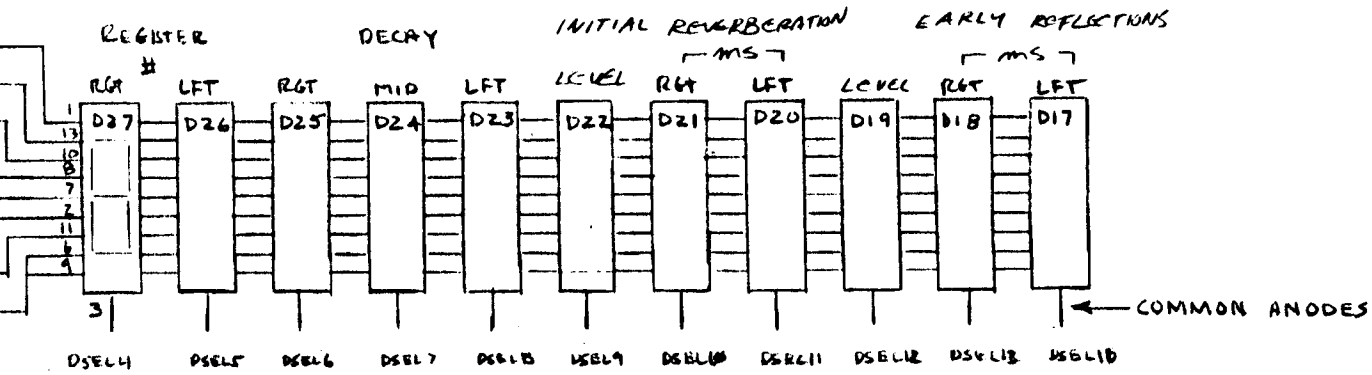 INITIAL REVERBERATION EARLY REFLECTIONS
REGISTER DECAY
# ms ms
RGT LFT RGT MID LFT LEVEL RGT LFT LEVEL RGT LFT
D27 D26 D25 D24 D23 D22 D21 D20 D19 D18 D17
1
13
10
8
7
2
11
6
9
3
COMMON ANODES
DSEL4 DSEL5 DSEL6 DSEL7 DSEL8 DSEL9 DSEL10 DSEL11 DSEL12 DSEL13